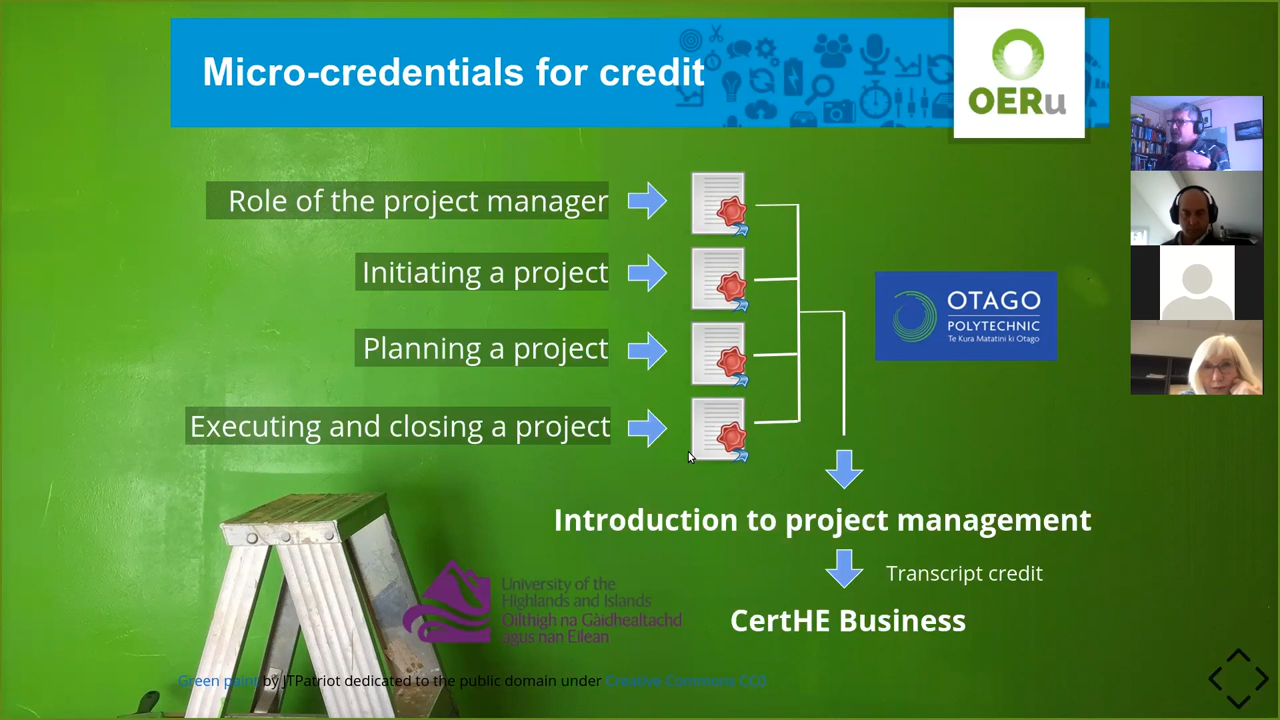 Micro-credentials for credit
OERu
Role of the project manager
Initiating a project
Planning a project
Executing and closing a project
OTAGO
POLYTECHNIC
Te Kura Matatini ki Otago
Introduction to project management
Transcript credit
CertHE Business
University of the
Highlands and Islands
Oilthigh na Gàidhealtachd
agus nan Eilean
Green paint by JTPatriot dedicated to the public domain under Creative Commons CC0